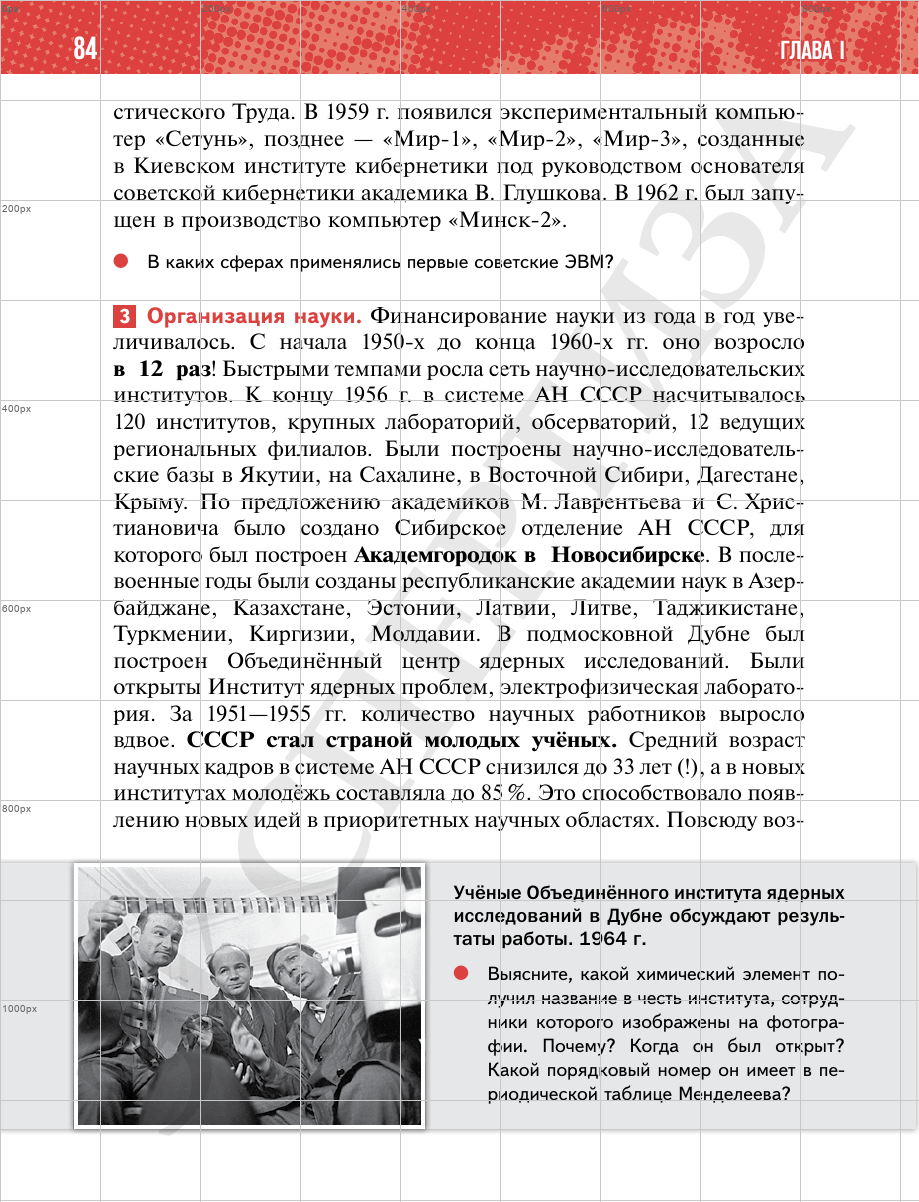 84
ГЛАВА I
стического Труда. В 1959 г. появился экспериментальный компью-
тер «Сетунь», позднее — «Мир-1», «Мир-2», «Мир-3», созданные
в Киевском институте кибернетики под руководством основателя
советской кибернетики академика В. Глушкова. В 1962 г. был запу-
щен в производство компьютер «Минск-2».
В каких сферах применялись первые советские ЭВМ?
3 Организация науки. Финансирование науки из года в год уве-
личивалось. С начала 1950-х до конца 1960-х гг. оно возросло
в 12 раз! Быстрыми темпами росла сеть научно-исследовательских
институтов. К концу 1956 г. в системе АН СССР насчитывалось
120 институтов, крупных лабораторий, обсерваторий, 12 ведущих
региональных филиалов. Были построены научно-исследователь-
ские базы в Якутии, на Сахалине, в Восточной Сибири, Дагестане,
Крыму. По предложению академиков М. Лаврентьева и С. Хрис-
тиановича было создано Сибирское отделение АН СССР, для
которого был построен Академгородок в Новосибирске. В после-
военные годы были созданы республиканские академии наук в Азер-
байджане, Казахстане, Эстонии, Латвии, Литве, Таджикистане,
Туркмении, Киргизии, Молдавии. В подмосковной Дубне был
построен Объединённый центр ядерных исследований. Были
открыты Институт ядерных проблем, электрофизическая лаборато-
рия. За 1951—1955 гг. количество научных работников выросло
вдвое. СССР стал страной молодых учёных. Средний возраст
научных кадров в системе АН СССР снизился до 33 лет (!), а в новых
институтах молодёжь составляла до 85 %. Это способствовало появ-
лению новых идей в приоритетных научных областях. Повсюду воз-
Учёные Объединённого института ядерных
исследований в Дубне обсуждают резуль-
таты работы. 1964 г.
Выясните, какой химический элемент по-
лучил название в честь института, сотруд-
ники которого изображены на фотогра-
фии. Почему? Когда он был открыт?
Какой порядковый номер он имеет в пе-
риодической таблице Менделеева?
ЭКСПЕРТИЗА
200px
400px
600px
800px
1000px